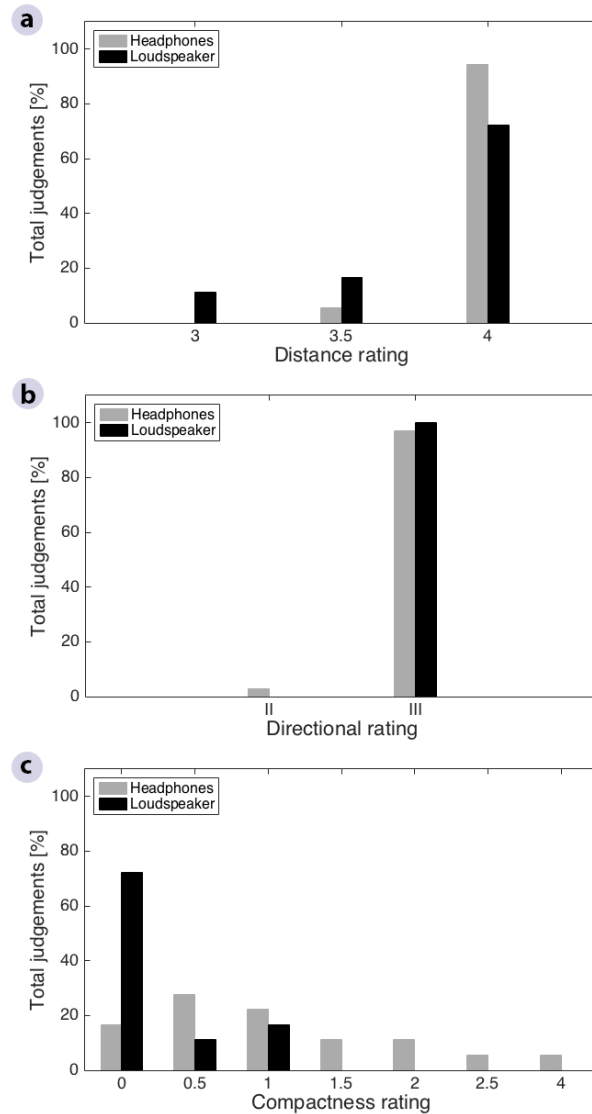 a
Headphones
Loudspeaker
100
80
60
40
20
0
Total judgements [%]
3 3.5 4
Distance rating
b
Headphones
Loudspeaker
100
80
60
40
20
0
Total judgements [%]
II III
Directional rating
c
Headphones
Loudspeaker
100
80
60
40
20
0
Total judgements [%]
0 0.5 1 1.5 2 2.5 4
Compactness rating